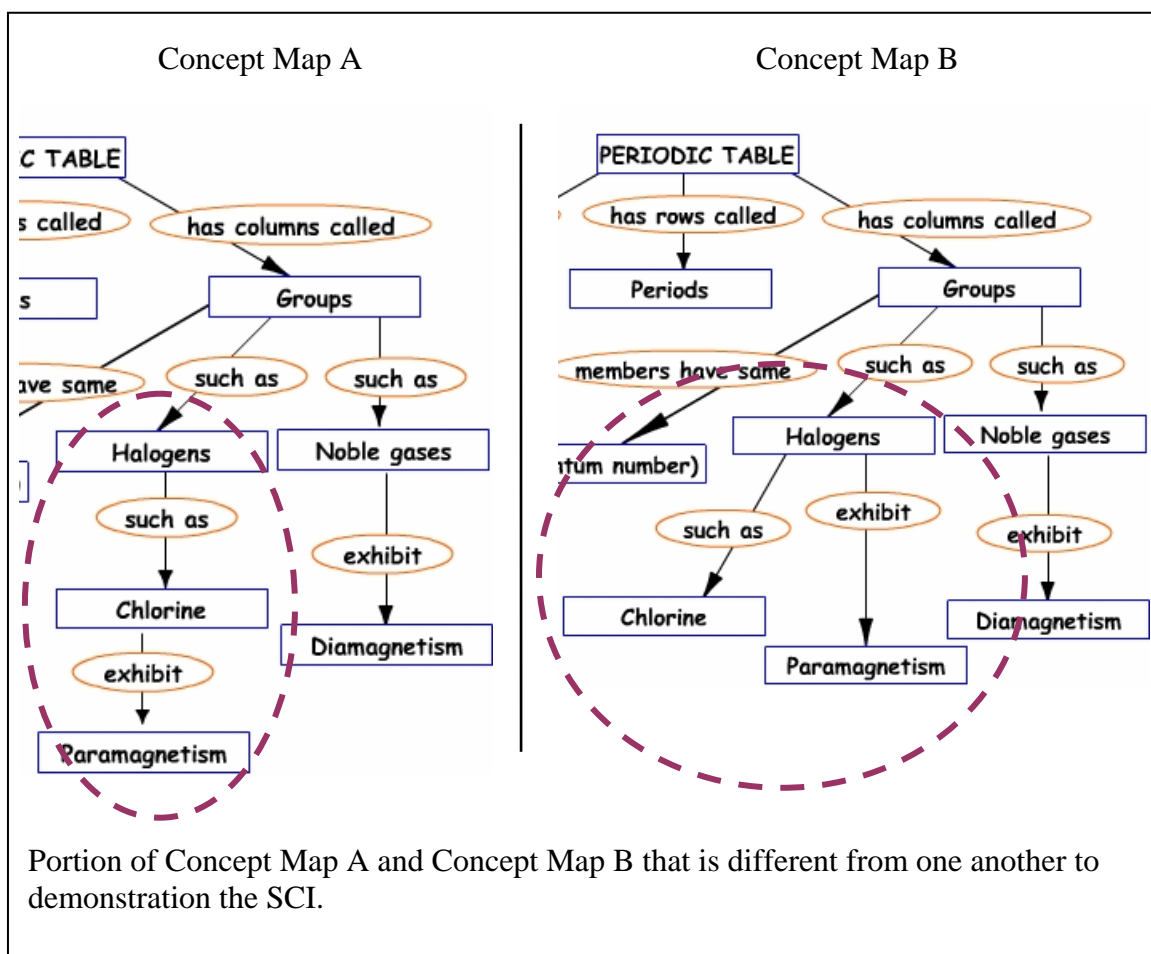 Concept Map A
C TABLE
s called
has columns called
s
Groups
ave same
such as
such as
Halogens
Noble gases
such as
exhibit
Chlorine
Diamagnetism
exhibit
Paramagnetism
Concept Map B
PERIODIC TABLE
has rows called
has columns called
Periods
Groups
members have same
such as
such as
ntum number)
Halogens
Noble gases
such as
exhibit
exhibit
Chlorine
Diamagnetism
Paramagnetism
Portion of Concept Map A and Concept Map B that is different from one another to
demonstration the SCI.